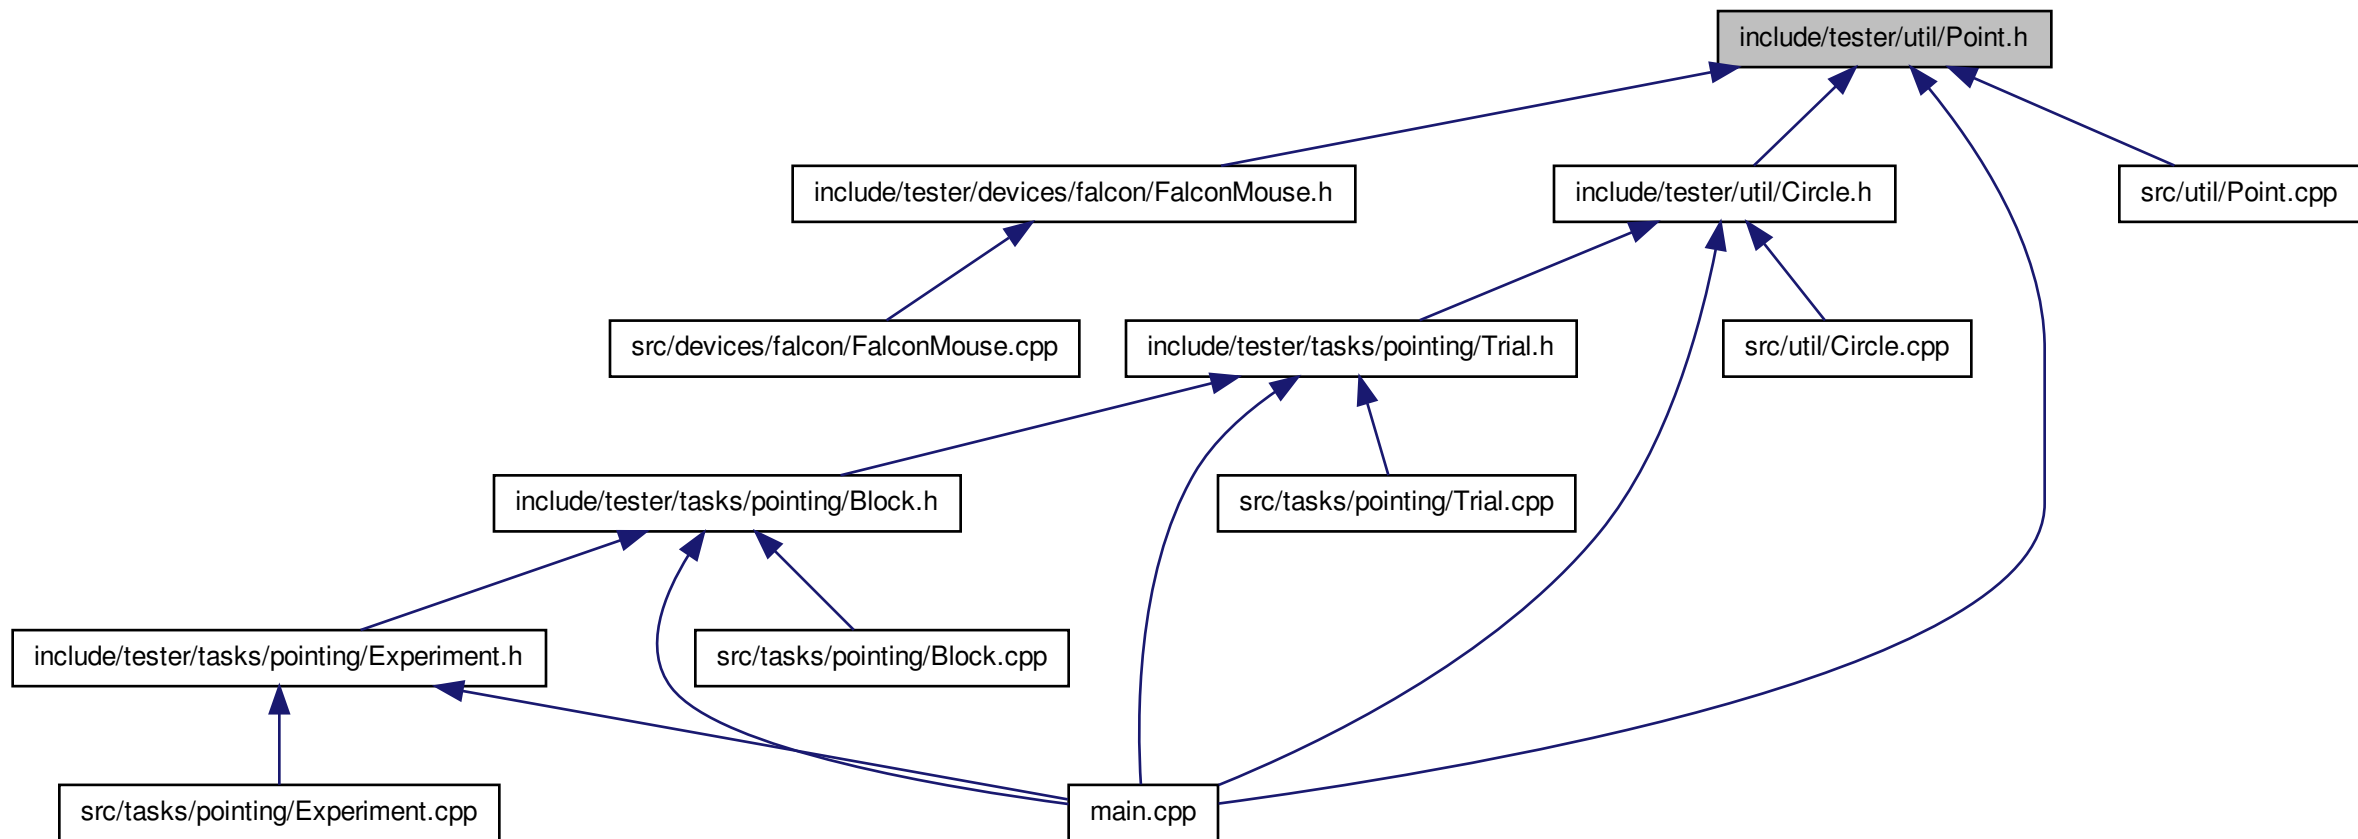 include/tester/util/Point.h
include/tester/devices/falcon/FalconMouse.h
include/tester/util/Circle.h
src/util/Point.cpp
src/devices/falcon/FalconMouse.cpp
include/tester/tasks/pointing/Trial.h
src/util/Circle.cpp
include/tester/tasks/pointing/Block.h
src/tasks/pointing/Trial.cpp
include/tester/tasks/pointing/Experiment.h
src/tasks/pointing/Block.cpp
src/tasks/pointing/Experiment.cpp
main.cpp